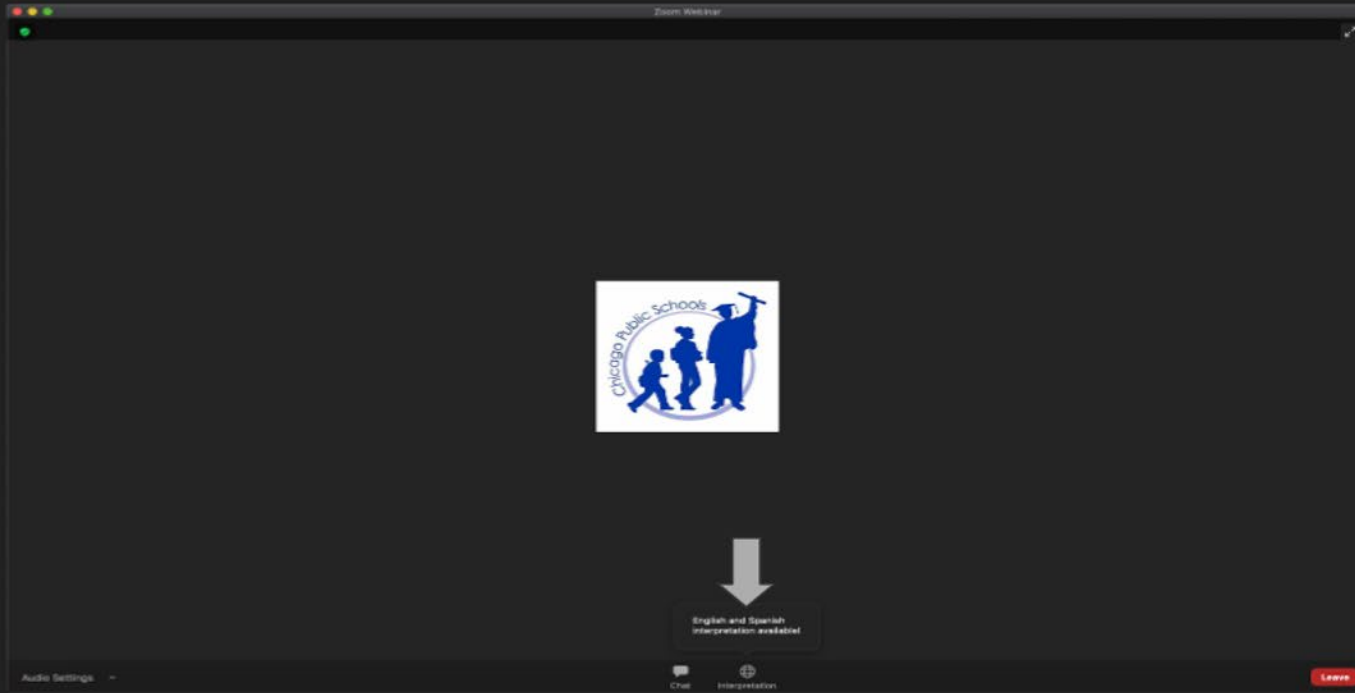 Zoom Webinar
Chicago Public Schools
English and Spanish
interpretation available!
Audio Settings
Chat
Interpretation
Leave